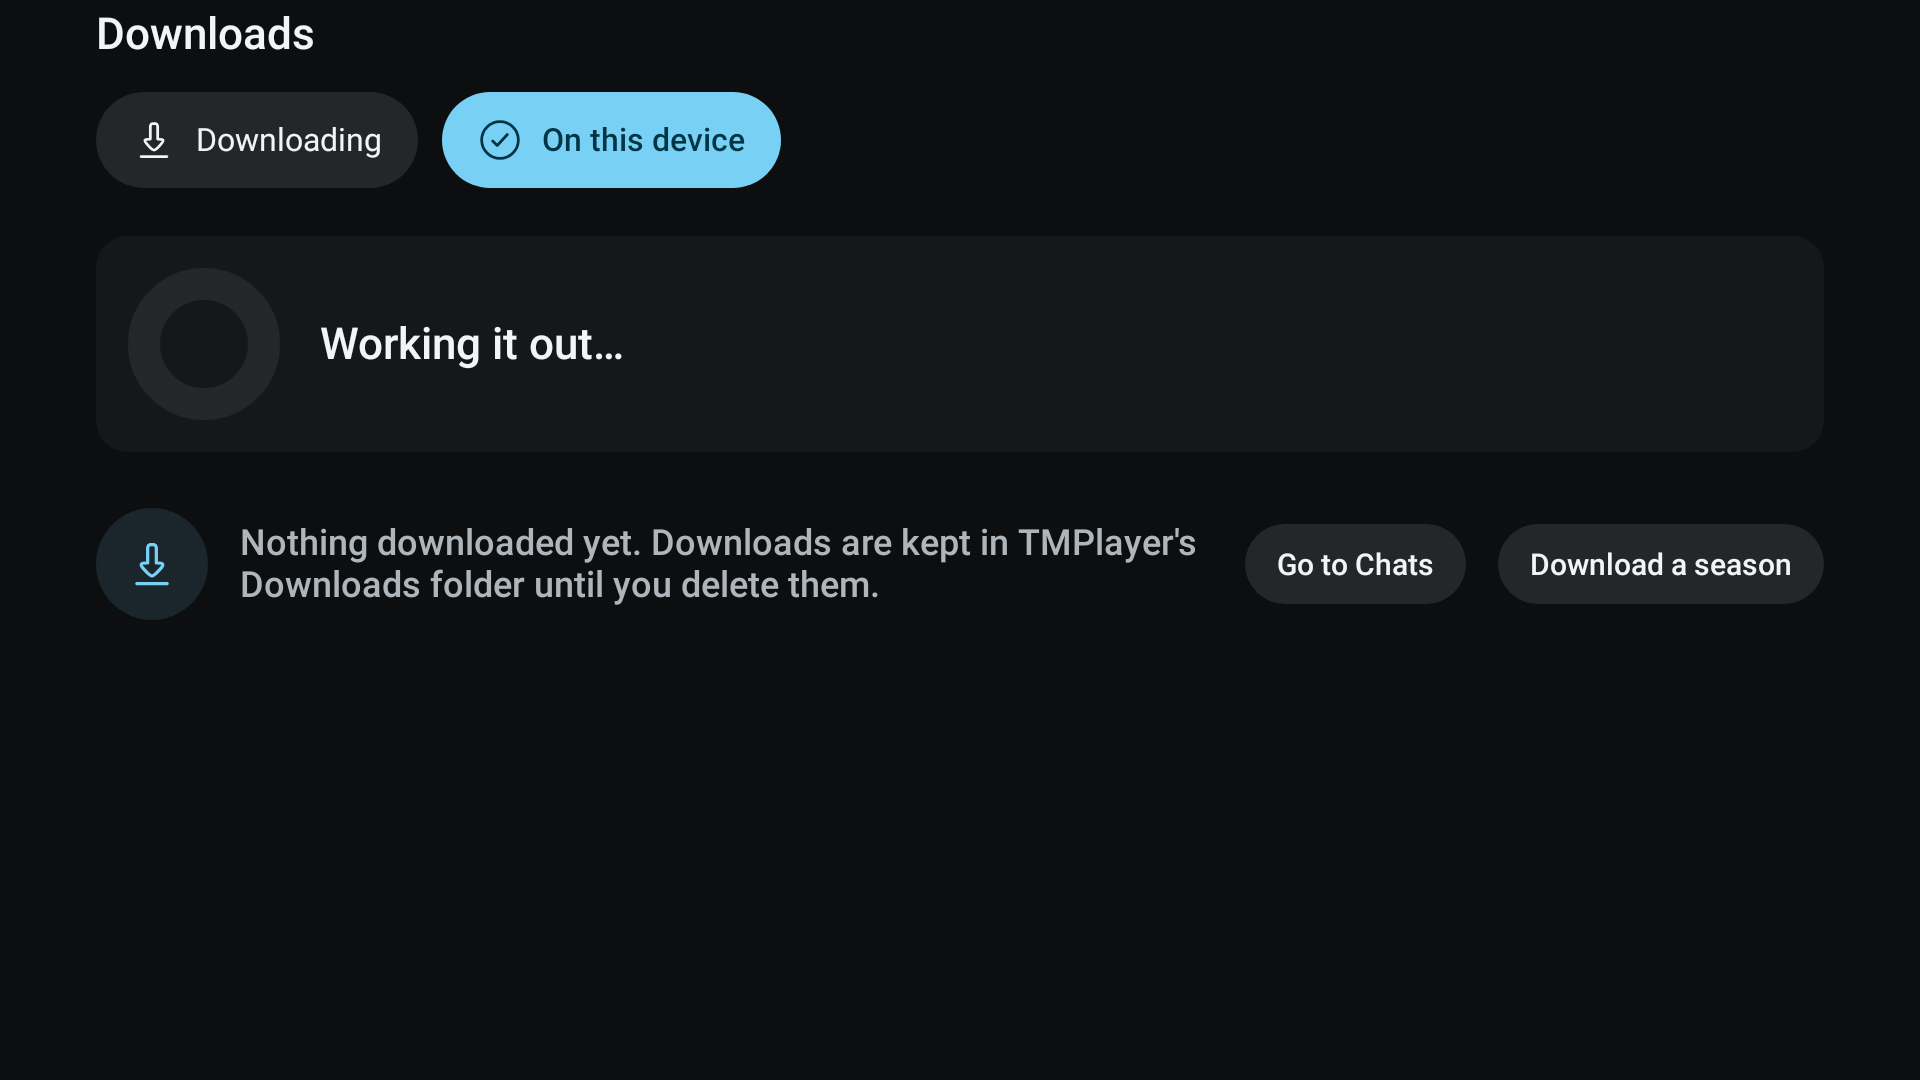 Downloads
Downloading
On this device
Working it out…
Nothing downloaded yet. Downloads are kept in TMPlayer's
Downloads folder until you delete them.
Go to Chats
Download a season